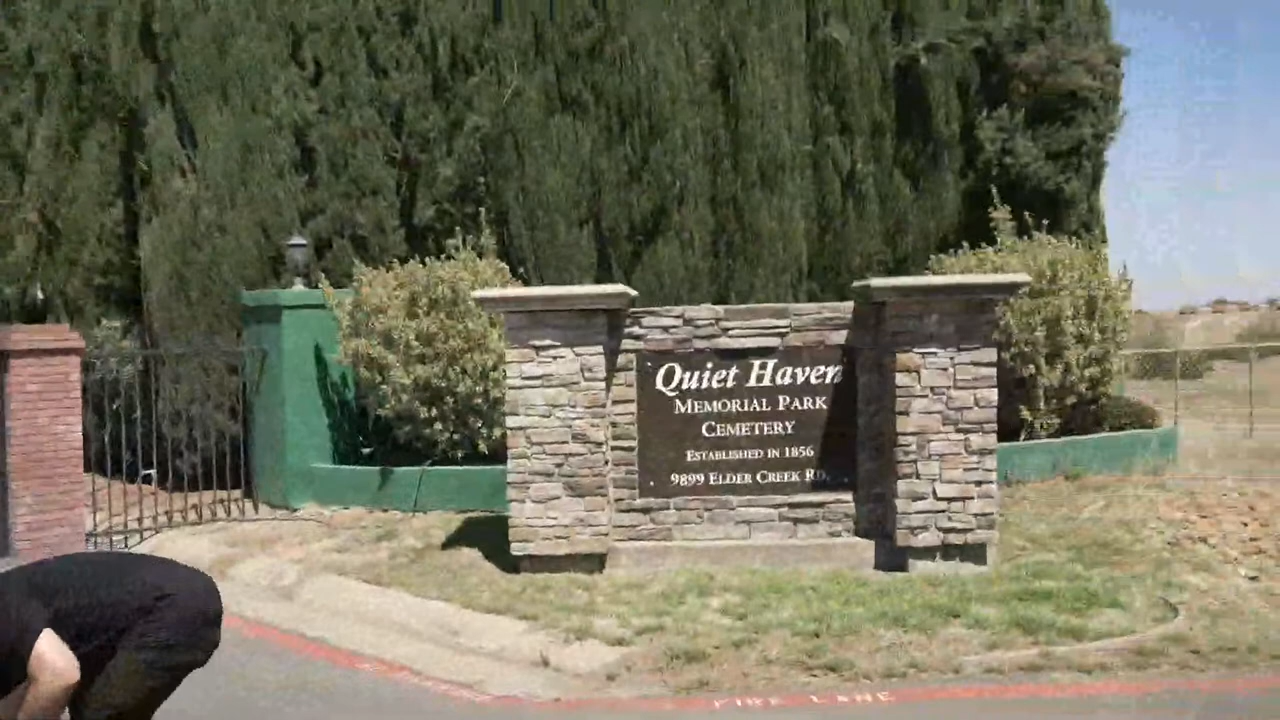 Quiet Haven
MEMORIAL PARK
CEMETERY
ESTABLISHED IN 1856
9899 ELDER CREEK RD.
FIRE LANE